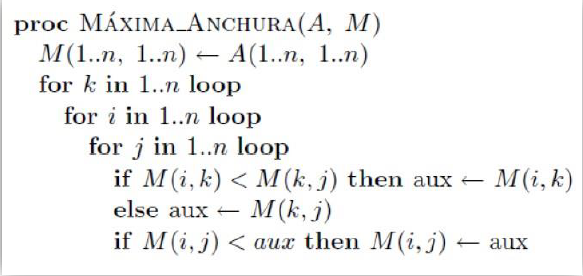 proc MÁXIMA_ANCHURA(A, M)
M(1..n, 1..n) ← A(1..n, 1..n)
for k in 1..n loop
for i in 1..n loop
for j in 1..n loop
if M(i, k) < M(k, j) then aux ← M(i, k)
else aux ← M(k, j)
if M(i, j) < aux then M(i, j) ← aux